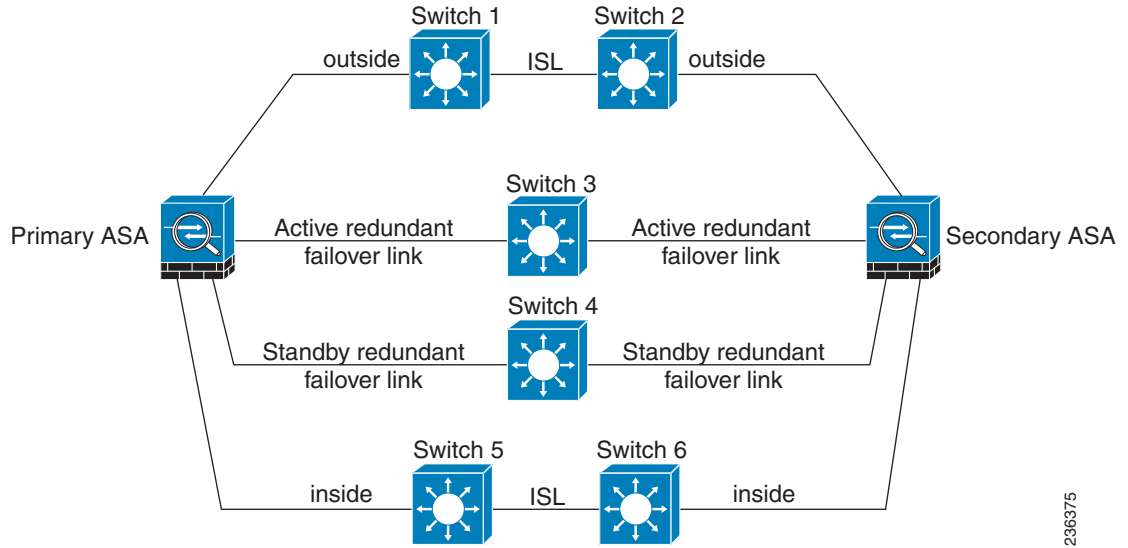 Switch 1
Switch 2
outside
ISL
outside
Switch 3
Primary ASA
Active redundant
failover link
Active redundant
failover link
Secondary ASA
Switch 4
Standby redundant
failover link
Standby redundant
failover link
Switch 5
Switch 6
inside
ISL
inside
236375